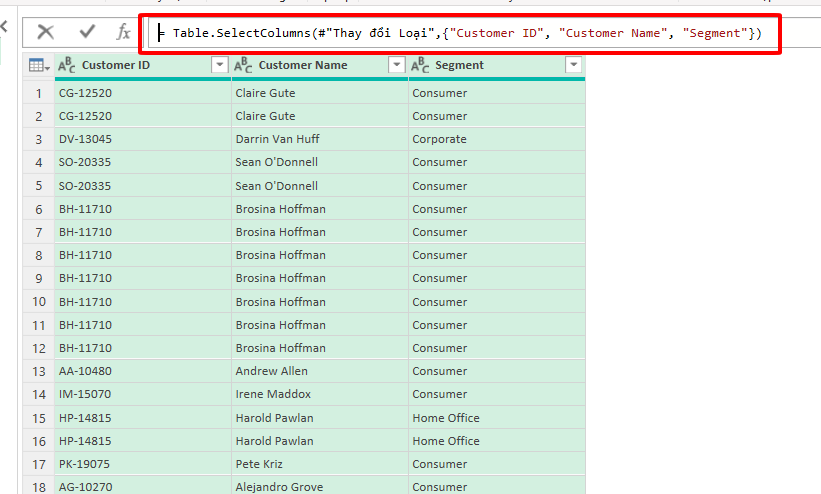 fx = Table.SelectColumns(#"Thay đổi Loại",{"Customer ID", "Customer Name", "Segment"})
ABC Customer ID ABC Customer Name ABC Segment
1 CG-12520 Claire Gute Consumer
2 CG-12520 Claire Gute Consumer
3 DV-13045 Darrin Van Huff Corporate
4 SO-20335 Sean O'Donnell Consumer
5 SO-20335 Sean O'Donnell Consumer
6 BH-11710 Brosina Hoffman Consumer
7 BH-11710 Brosina Hoffman Consumer
8 BH-11710 Brosina Hoffman Consumer
9 BH-11710 Brosina Hoffman Consumer
10 BH-11710 Brosina Hoffman Consumer
11 BH-11710 Brosina Hoffman Consumer
12 BH-11710 Brosina Hoffman Consumer
13 AA-10480 Andrew Allen Consumer
14 IM-15070 Irene Maddox Consumer
15 HP-14815 Harold Pawlan Home Office
16 HP-14815 Harold Pawlan Home Office
17 PK-19075 Pete Kriz Consumer
18 AG-10270 Alejandro Grove Consumer